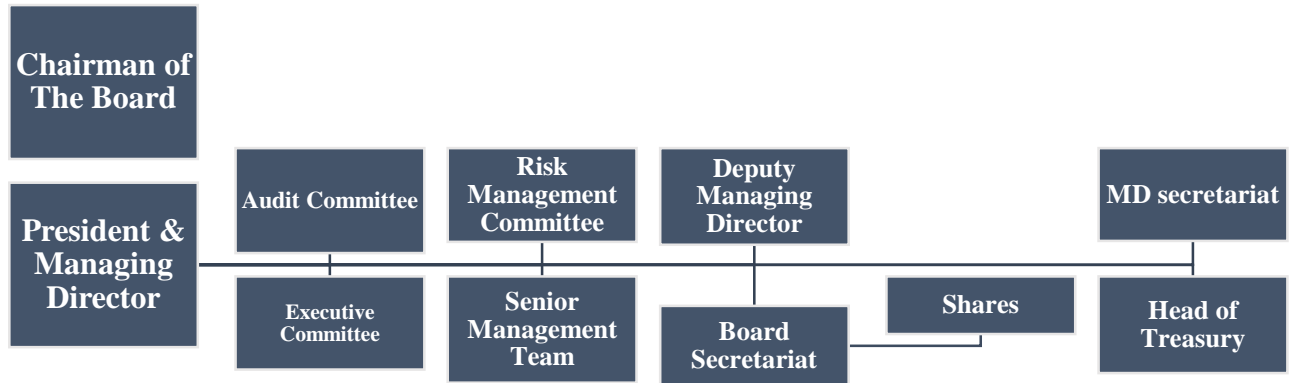 Chairman of
The Board
President &
Managing
Director
Audit Committee
Risk
Management
Committee
Deputy
Managing
Director
MD secretariat
Executive
Committee
Senior
Management
Team
Board
Secretariat
Shares
Head of
Treasury